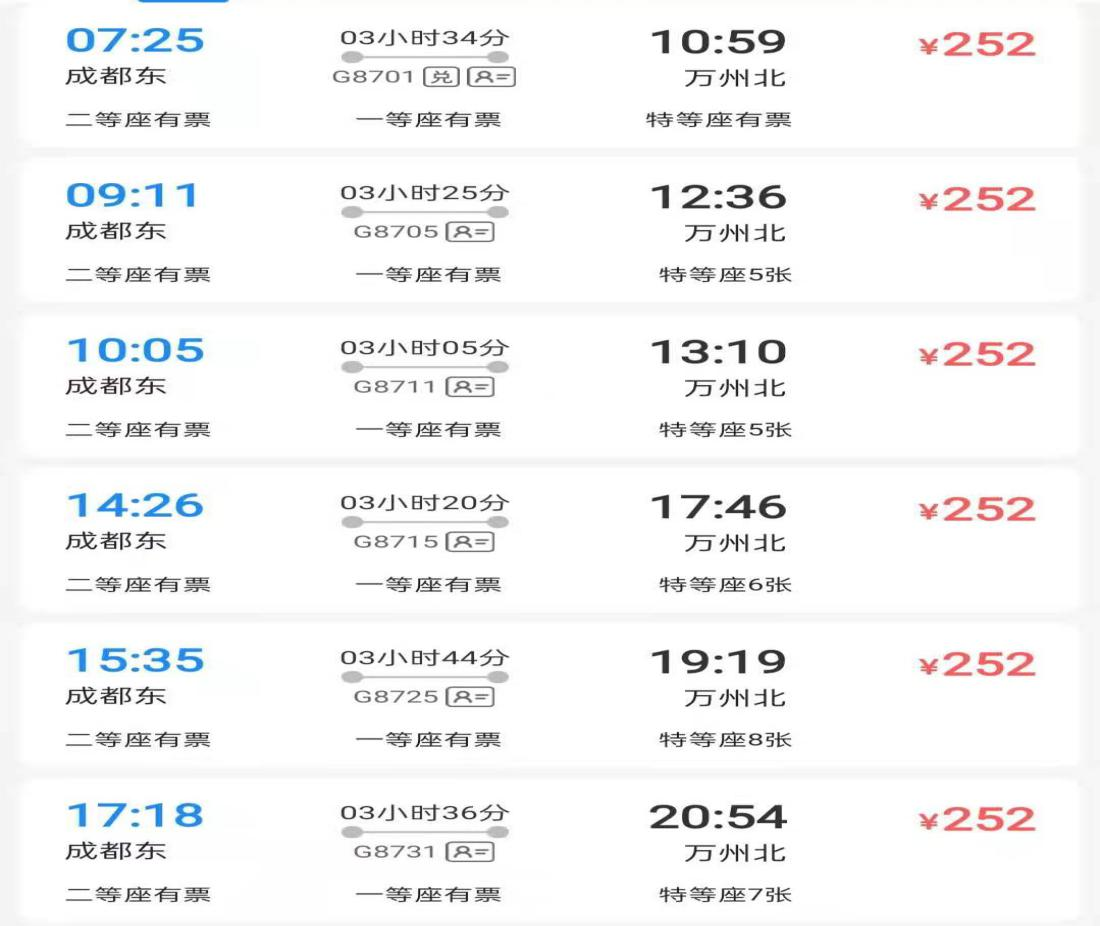 07:25 03小时34分 10:59 ¥252
成都东 G8701 兑 万州北
二等座有票 一等座有票 特等座有票
09:11 03小时25分 12:36 ¥252
成都东 G8705 万州北
二等座有票 一等座有票 特等座5张
10:05 03小时05分 13:10 ¥252
成都东 G8711 万州北
二等座有票 一等座有票 特等座5张
14:26 03小时20分 17:46 ¥252
成都东 G8715 万州北
二等座有票 一等座有票 特等座6张
15:35 03小时44分 19:19 ¥252
成都东 G8725 万州北
二等座有票 一等座有票 特等座8张
17:18 03小时36分 20:54 ¥252
成都东 G8731 万州北
二等座有票 一等座有票 特等座7张